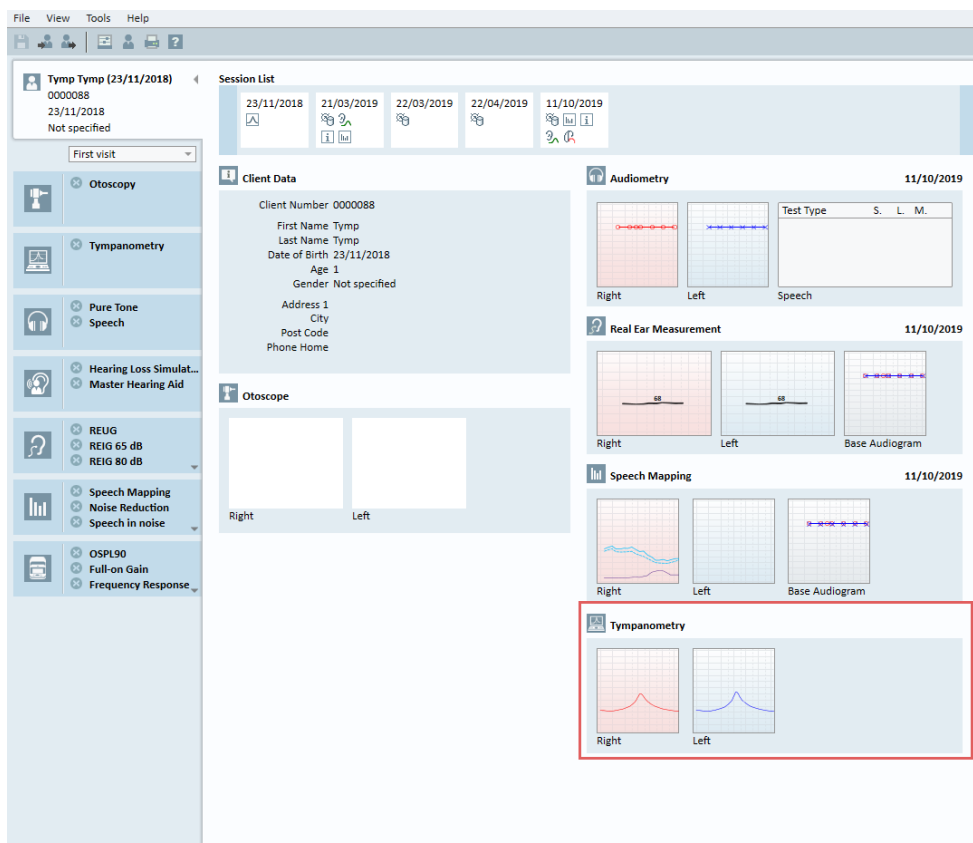 File View Tools Help
Tymp Tymp (23/11/2018)
0000088
23/11/2018
Not specified
First visit
Otoscopy
Tympanometry
Pure Tone
Speech
Hearing Loss Simulat...
Master Hearing Aid
REUG
REIG 65 dB
REIG 80 dB
Speech Mapping
Noise Reduction
Speech in noise
OSPL90
Full-on Gain
Frequency Response
Session List
23/11/2018 21/03/2019 22/03/2019 22/04/2019 11/10/2019
Client Data
Client Number 0000088
First Name Tymp
Last Name Tymp
Date of Birth 23/11/2018
Age 1
Gender Not specified
Address 1
City
Post Code
Phone Home
Otoscope
Right Left
Audiometry 11/10/2019
Test Type S. L. M.
Right Left Speech
Real Ear Measurement 11/10/2019
68 68
Right Left Base Audiogram
Speech Mapping 11/10/2019
Right Left Base Audiogram
Tympanometry
Right Left